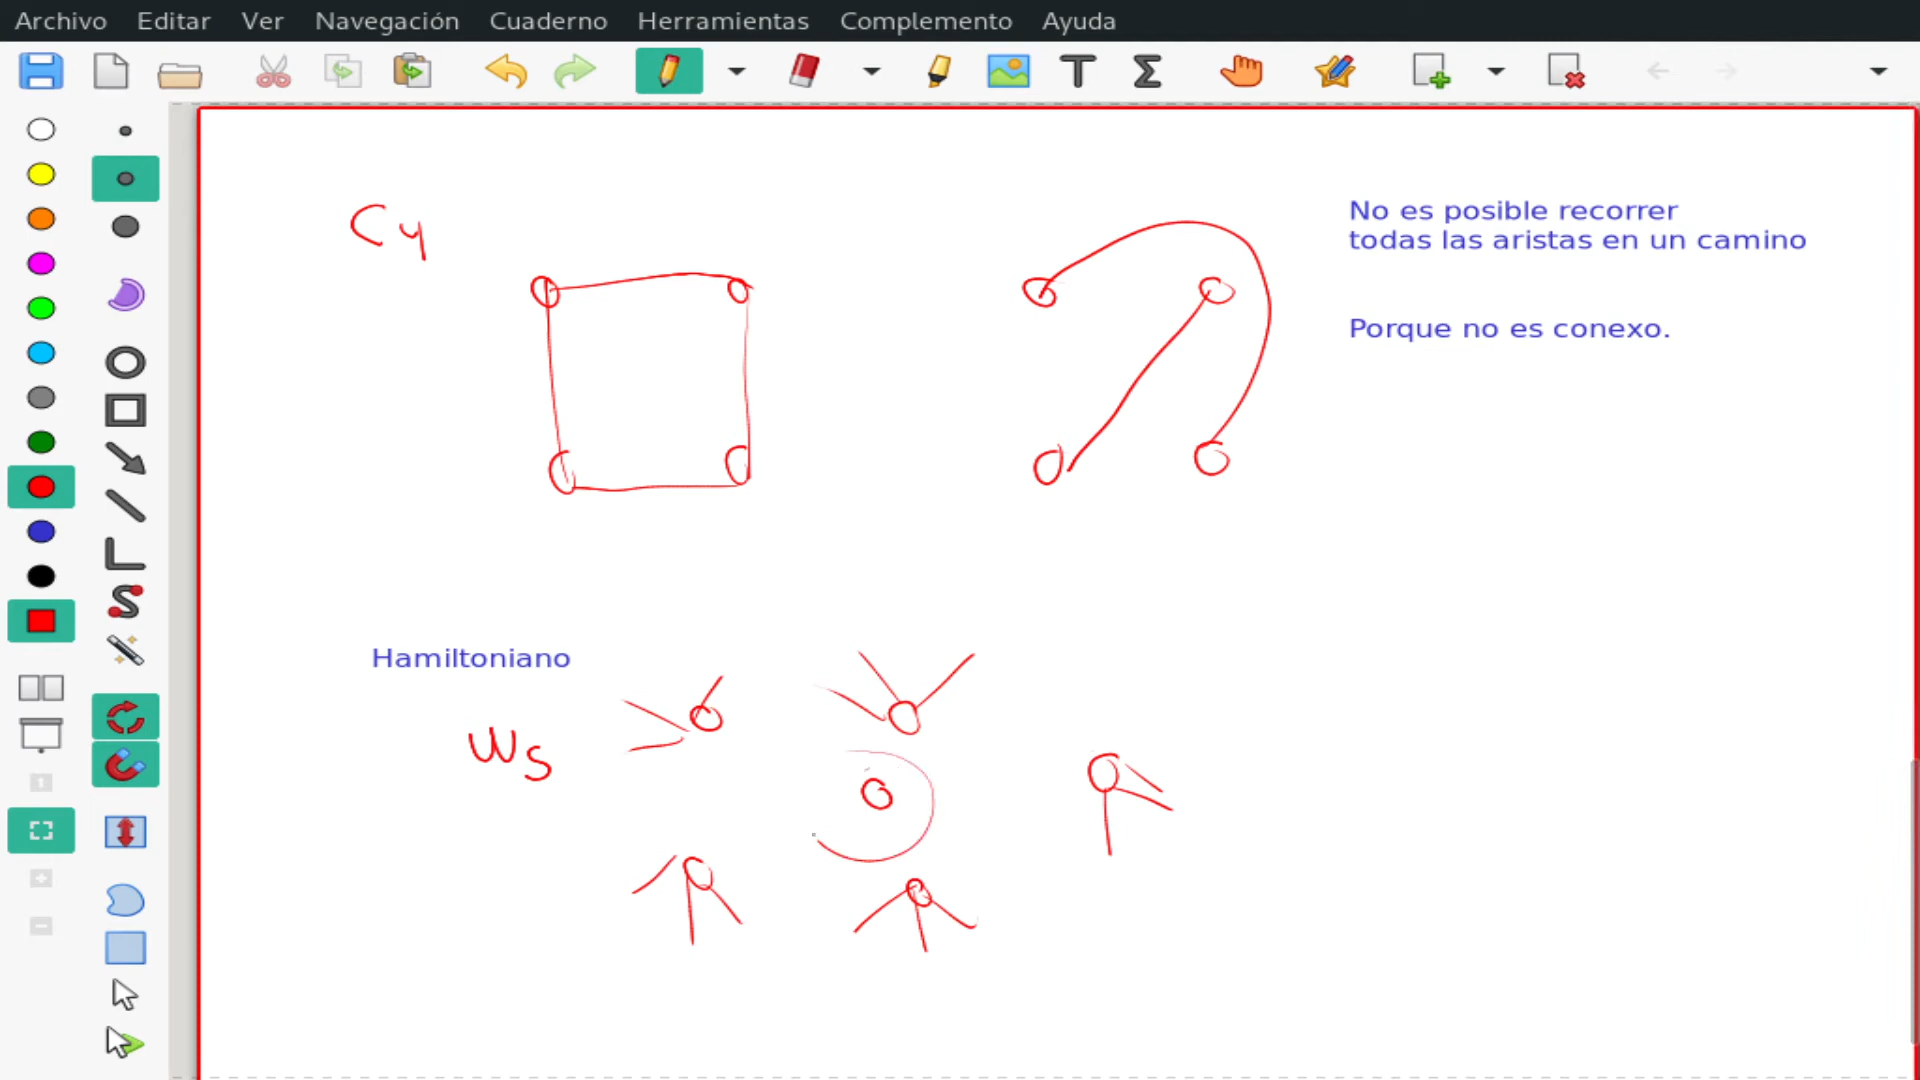 Archivo Editar Ver Navegación Cuaderno Herramientas Complemento Ayuda
C4
No es posible recorrer
todas las aristas en un camino
Porque no es conexo.
Hamiltoniano
W5